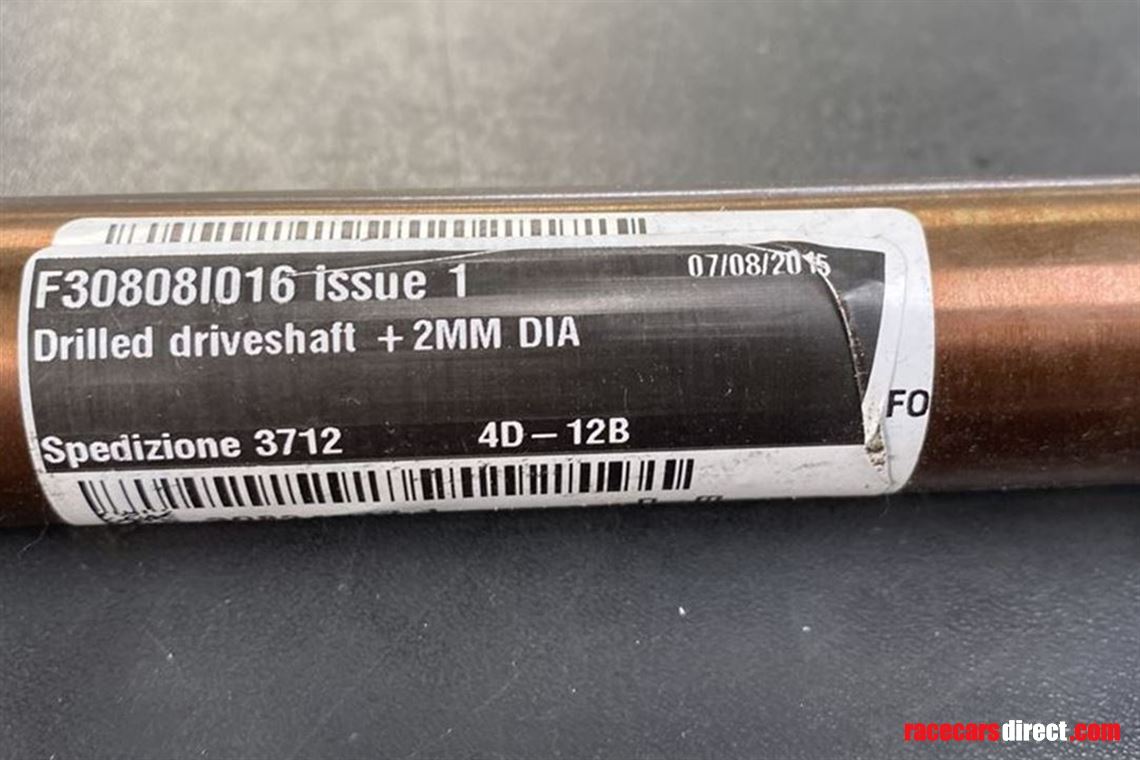 F30808I016 issue 1
07/08/2015
Drilled driveshaft +2MM DIA
FO
Spedizione 3712 4D-12B
racecarsdirect.com